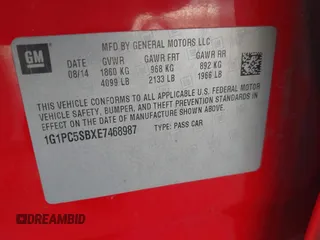 GM
MFD BY GENERAL MOTORS LLC
DATE GVWR GAWR FRT GAWR RR
08/14 1860 KG 968 KG 892 KG
4099 LB 2133 LB 1966 LB
THIS VEHICLE CONFORMS TO ALL APPLICABLE U.S. FEDERAL MOTOR
VEHICLE SAFETY, BUMPER, AND THEFT PREVENTION STANDARDS
IN EFFECT ON THE DATE OF MANUFACTURE SHOWN ABOVE.
1G1PC5SBXE7468987 TYPE: PASS CAR
DREAMBID